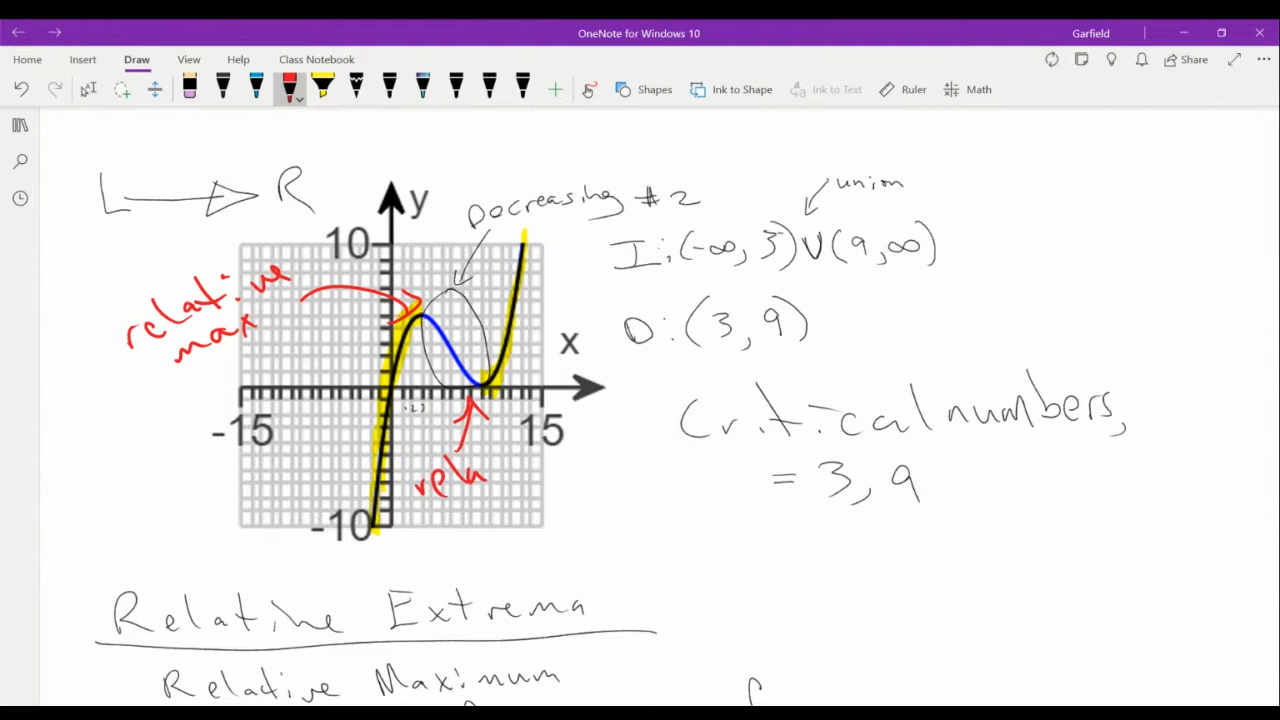 OneNote for Windows 10
Garfield
Home Insert Draw View Help Class Notebook
Share
Shapes Ink to Shape Ink to Text Ruler Math
L R
y
Decreasing # 2
union
10
I: (-∞, 3) U (9, ∞)
relative
max
D: (3, 9)
x
-15
15
rela
Critical numbers,
= 3, 9
-10
Relative Extrema
Relative Maximum